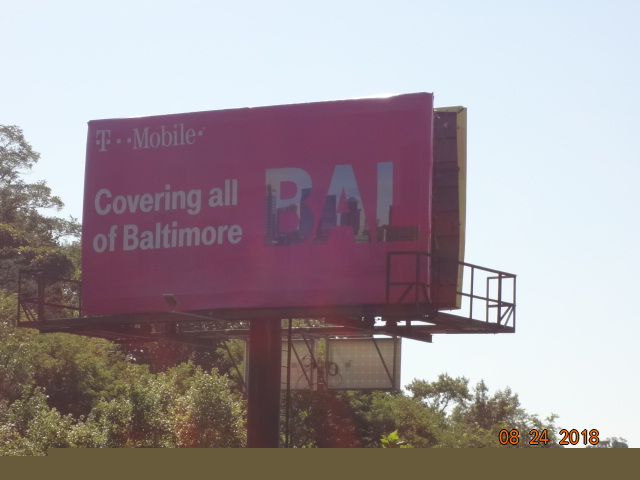 T··Mobile·
Covering all
of Baltimore
BAL
08 24 2018